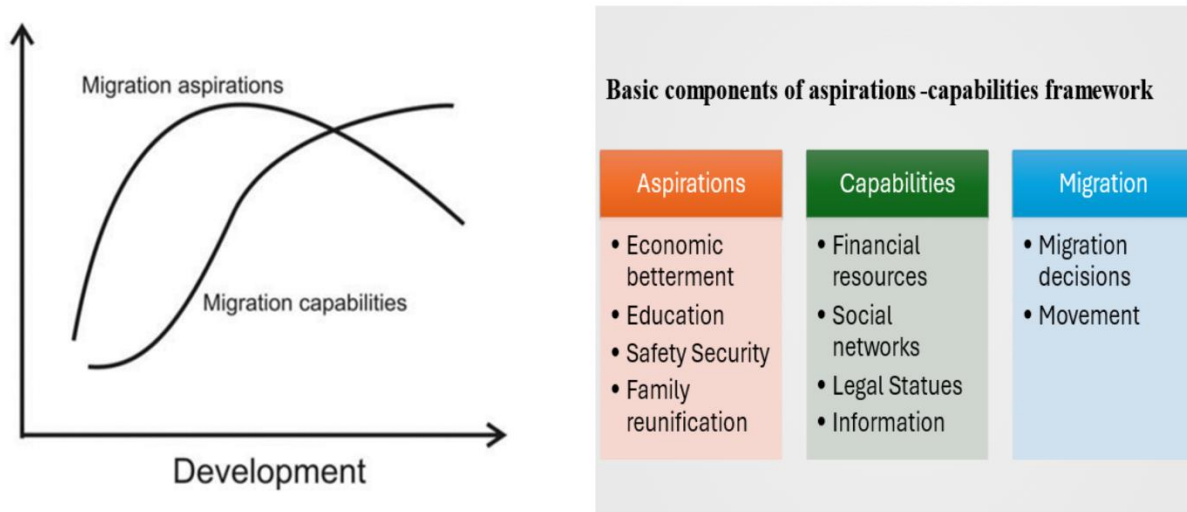 Migration aspirations
Migration capabilities
Development
Basic components of aspirations -capabilities framework
Aspirations
• Economic
betterment
• Education
• Safety Security
• Family
reunification
Capabilities
• Financial
resources
• Social
networks
• Legal Statues
• Information
Migration
• Migration
decisions
• Movement